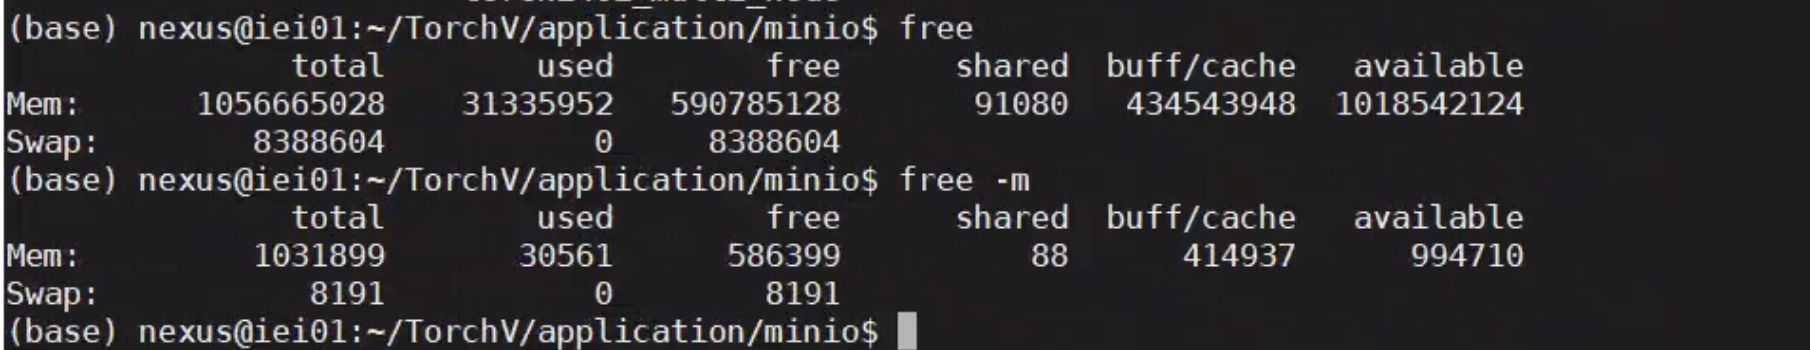 (base) nexus@iei01:~/TorchV/application/minio$ free
total used free shared buff/cache available
Mem: 1056665028 31335952 590785128 91080 434543948 1018542124
Swap: 8388604 0 8388604
(base) nexus@iei01:~/TorchV/application/minio$ free -m
total used free shared buff/cache available
Mem: 1031899 30561 586399 88 414937 994710
Swap: 8191 0 8191
(base) nexus@iei01:~/TorchV/application/minio$